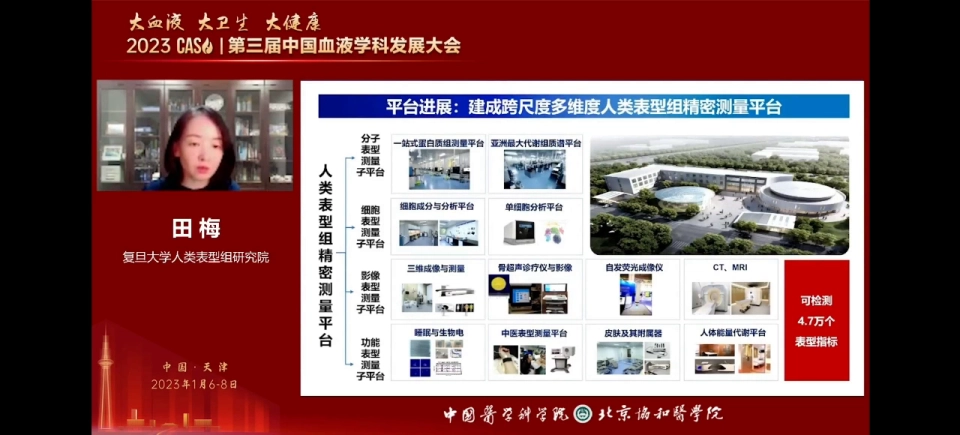 大血液 大卫生 大健康
2023 CASH | 第三届中国血液学科发展大会
田 梅
复旦大学人类表型组研究院
中国·天津
2023年1月6-8日
平台进展：建成跨尺度多维度人类表型组精密测量平台
人类表型组精密测量平台
分子表型测量子平台
一站式蛋白质组测量平台
亚洲最大代谢组质谱平台
细胞表型测量子平台
细胞成分与分析平台
单细胞分析平台
影像表型测量子平台
三维成像与测量
骨超声诊疗仪与影像
自发荧光成像仪
CT、MRI
功能表型测量子平台
睡眠与生物电
中医表型测量平台
皮肤及其附属器
人体能量代谢平台
可检测
4.7万个
表型指标
中国医学科学院 北京协和医学院